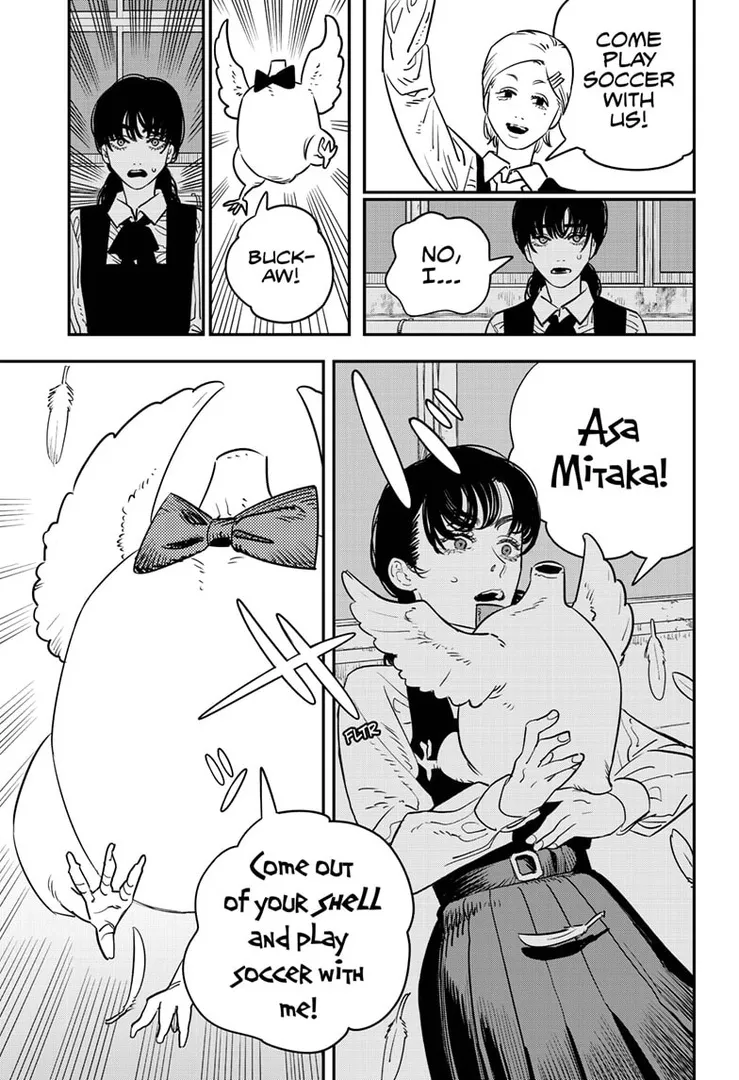 COME
PLAY
SOCCER
WITH
US!
NO,
I...
BUCK-
AW!
ASA
MITAKA!
FLTR
COME OUT
OF YOUR SHELL
AND PLAY
SOCCER WITH
ME!